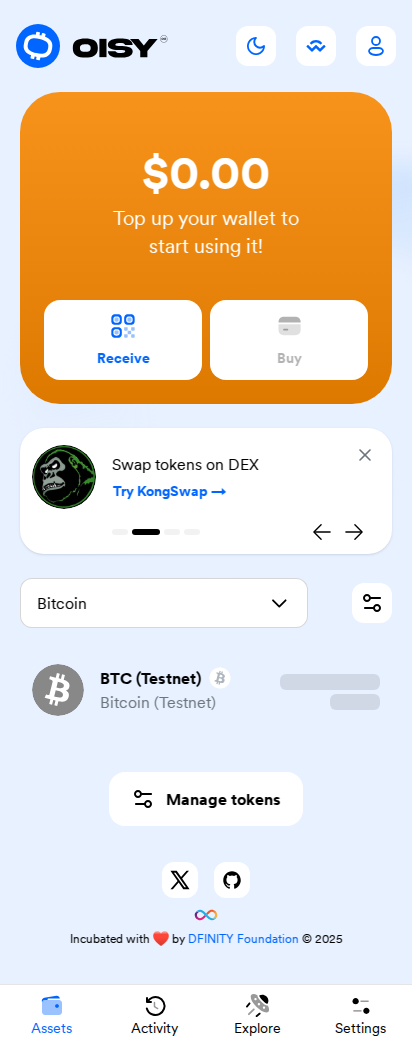 OISY
$0.00
Top up your wallet to
start using it!
Receive
Buy
Swap tokens on DEX
Try KongSwap →
Bitcoin
BTC (Testnet)
Bitcoin (Testnet)
Manage tokens
Incubated with ❤️ by DFINITY Foundation © 2025
Assets
Activity
Explore
Settings